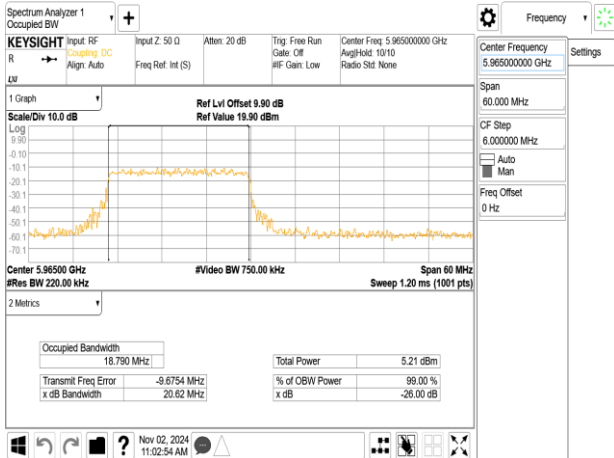 Spectrum Analyzer 1
Occupied BW
Frequency
KEYSIGHT
R
LXI
Input: RF
Coupling: DC
Align: Auto
Input Z: 50 Ω
Freq Ref: Int (S)
Atten: 20 dB
Trig: Free Run
Gate: Off
#IF Gain: Low
Center Freq: 5.965000000 GHz
Avg|Hold: 10/10
Radio Std: None
Center Frequency
5.965000000 GHz
Settings
Span
60.000 MHz
CF Step
6.000000 MHz
Auto
Man
Freq Offset
0 Hz
1 Graph
Scale/Div 10.0 dB
Ref Lvl Offset 9.90 dB
Ref Value 19.90 dBm
Log
9.90
-0.10
-10.1
-20.1
-30.1
-40.1
-50.1
-60.1
-70.1
Center 5.96500 GHz
#Video BW 750.00 kHz
Span 60 MHz
#Res BW 220.00 kHz
Sweep 1.20 ms (1001 pts)
2 Metrics
Occupied Bandwidth
18.790 MHz
Total Power 5.21 dBm
Transmit Freq Error -9.6754 MHz
% of OBW Power 99.00 %
x dB Bandwidth 20.62 MHz
x dB -26.00 dB
?
Nov 02, 2024
11:02:54 AM